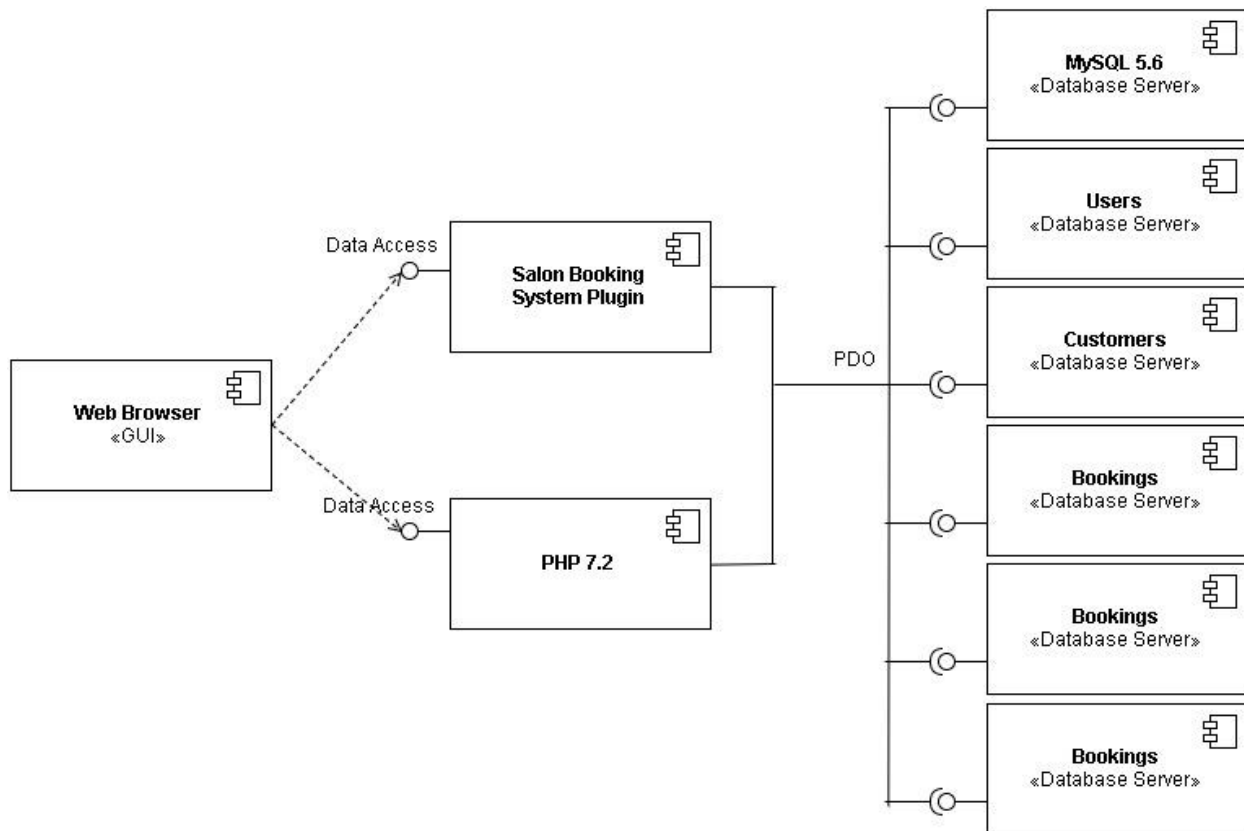 Web Browser
«GUI»
Data Access
Salon Booking
System Plugin
Data Access
PHP 7.2
PDO
MySQL 5.6
«Database Server»
Users
«Database Server»
Customers
«Database Server»
Bookings
«Database Server»
Bookings
«Database Server»
Bookings
«Database Server»